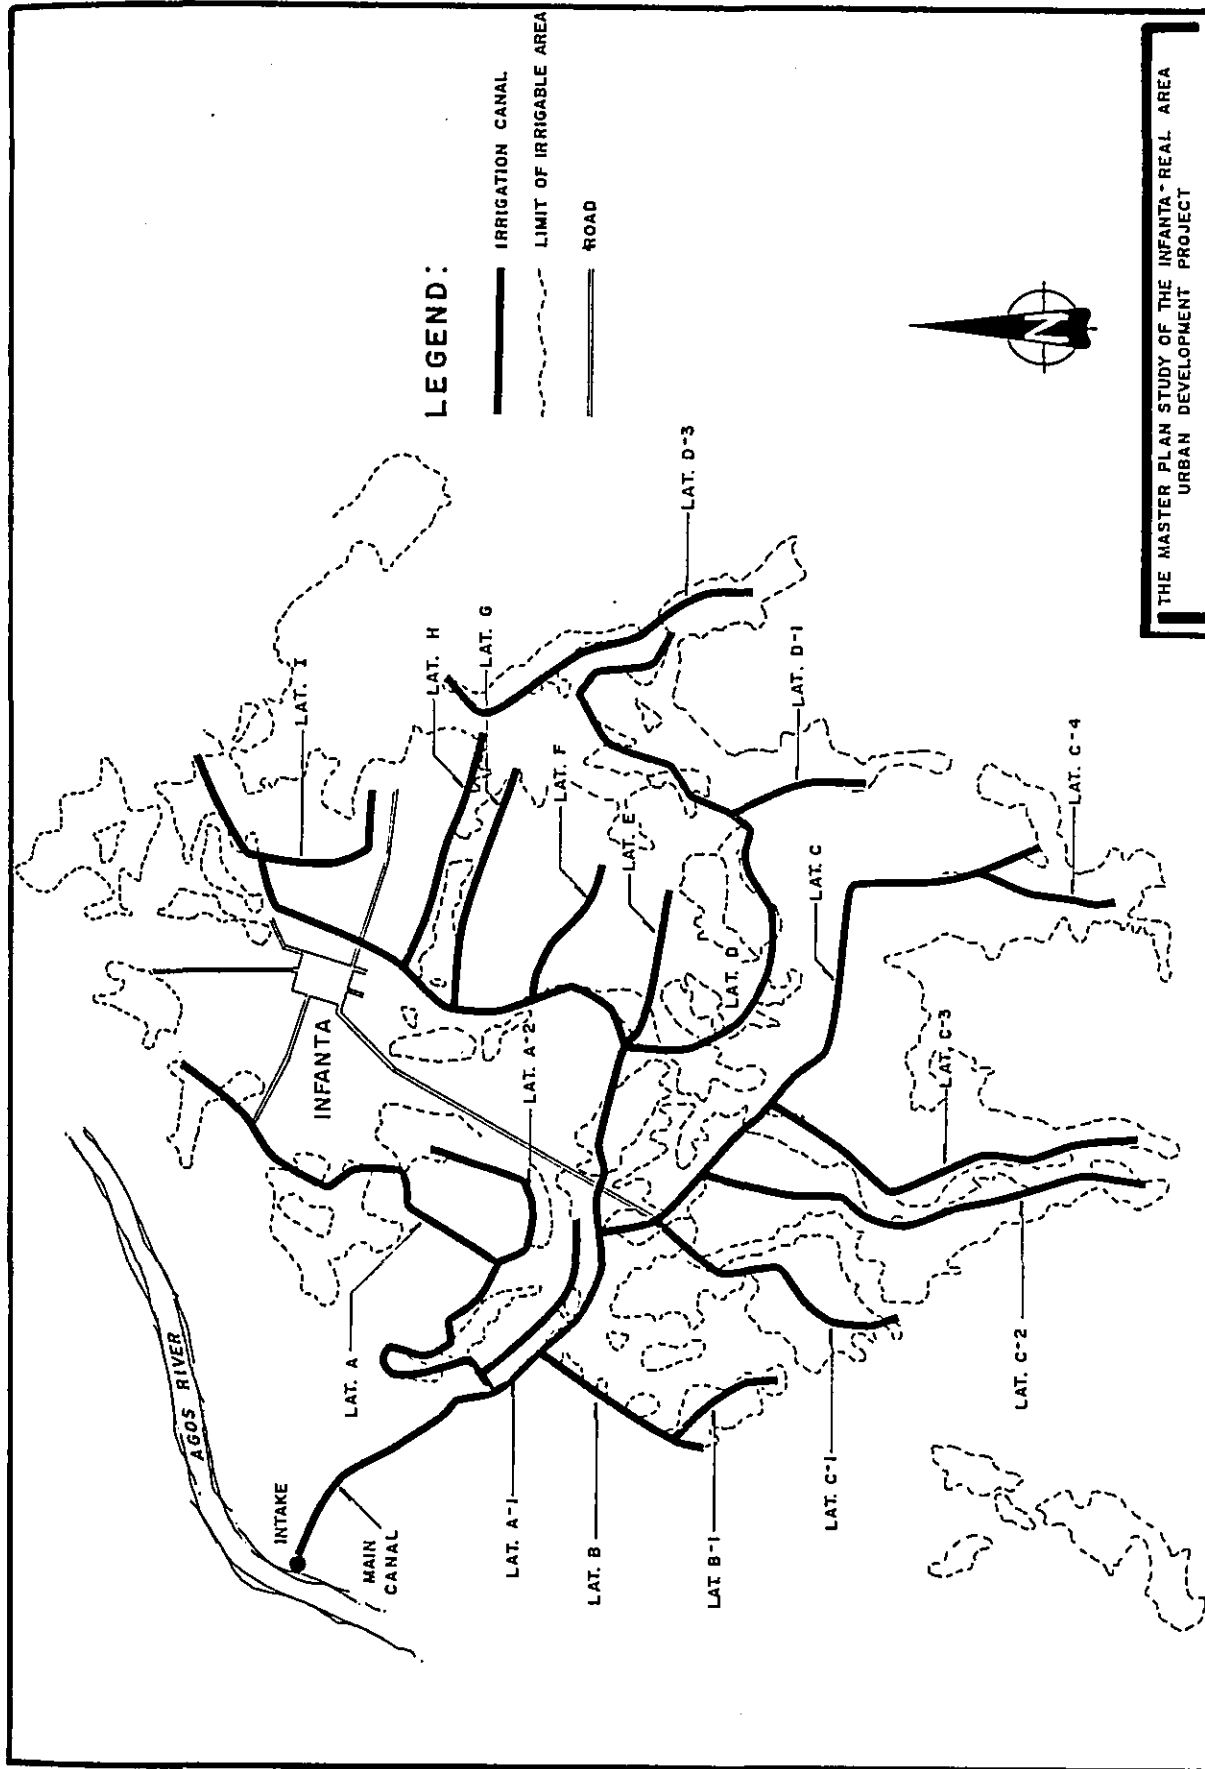 AGOS RIVER
INTAKE
MAIN
CANAL
INFANTA
LAT. A
LAT. A-1
LAT. A-2
LAT. B
LAT B-1
LAT. C-1
LAT. C-2
LAT. C-3
LAT. C
LAT. C-4
LAT. D
LAT. D-1
LAT. D-3
LAT. E
LAT. F
LAT. G
LAT. H
LAT. I
LEGEND:
IRRIGATION CANAL
LIMIT OF IRRIGABLE AREA
ROAD
N
THE MASTER PLAN STUDY OF THE INFANTA-REAL AREA
URBAN DEVELOPMENT PROJECT